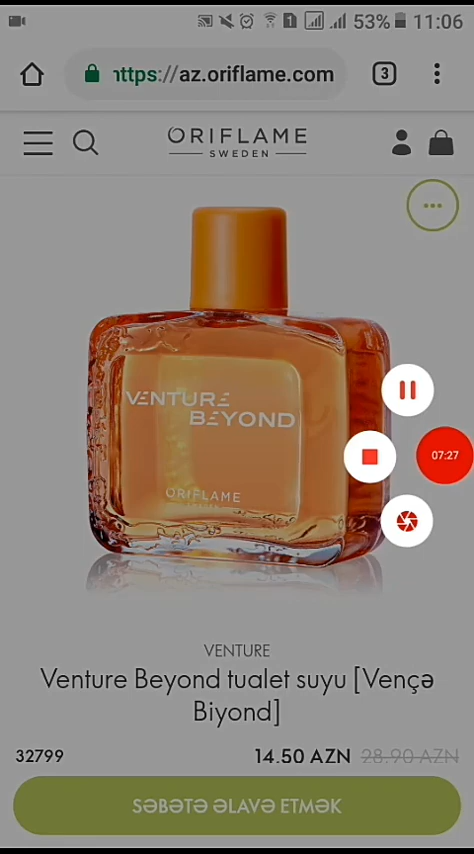 53% 11:06
https://az.oriflame.com 3
ORIFLAME
SWEDEN
VENTURE
BEYOND
ORIFLAME
07:27
VENTURE
Venture Beyond tualet suyu [Vençə
Biyond]
32799 14.50 AZN 28.90 AZN
SƏBƏTƏ ƏLAVƏ ETMƏK